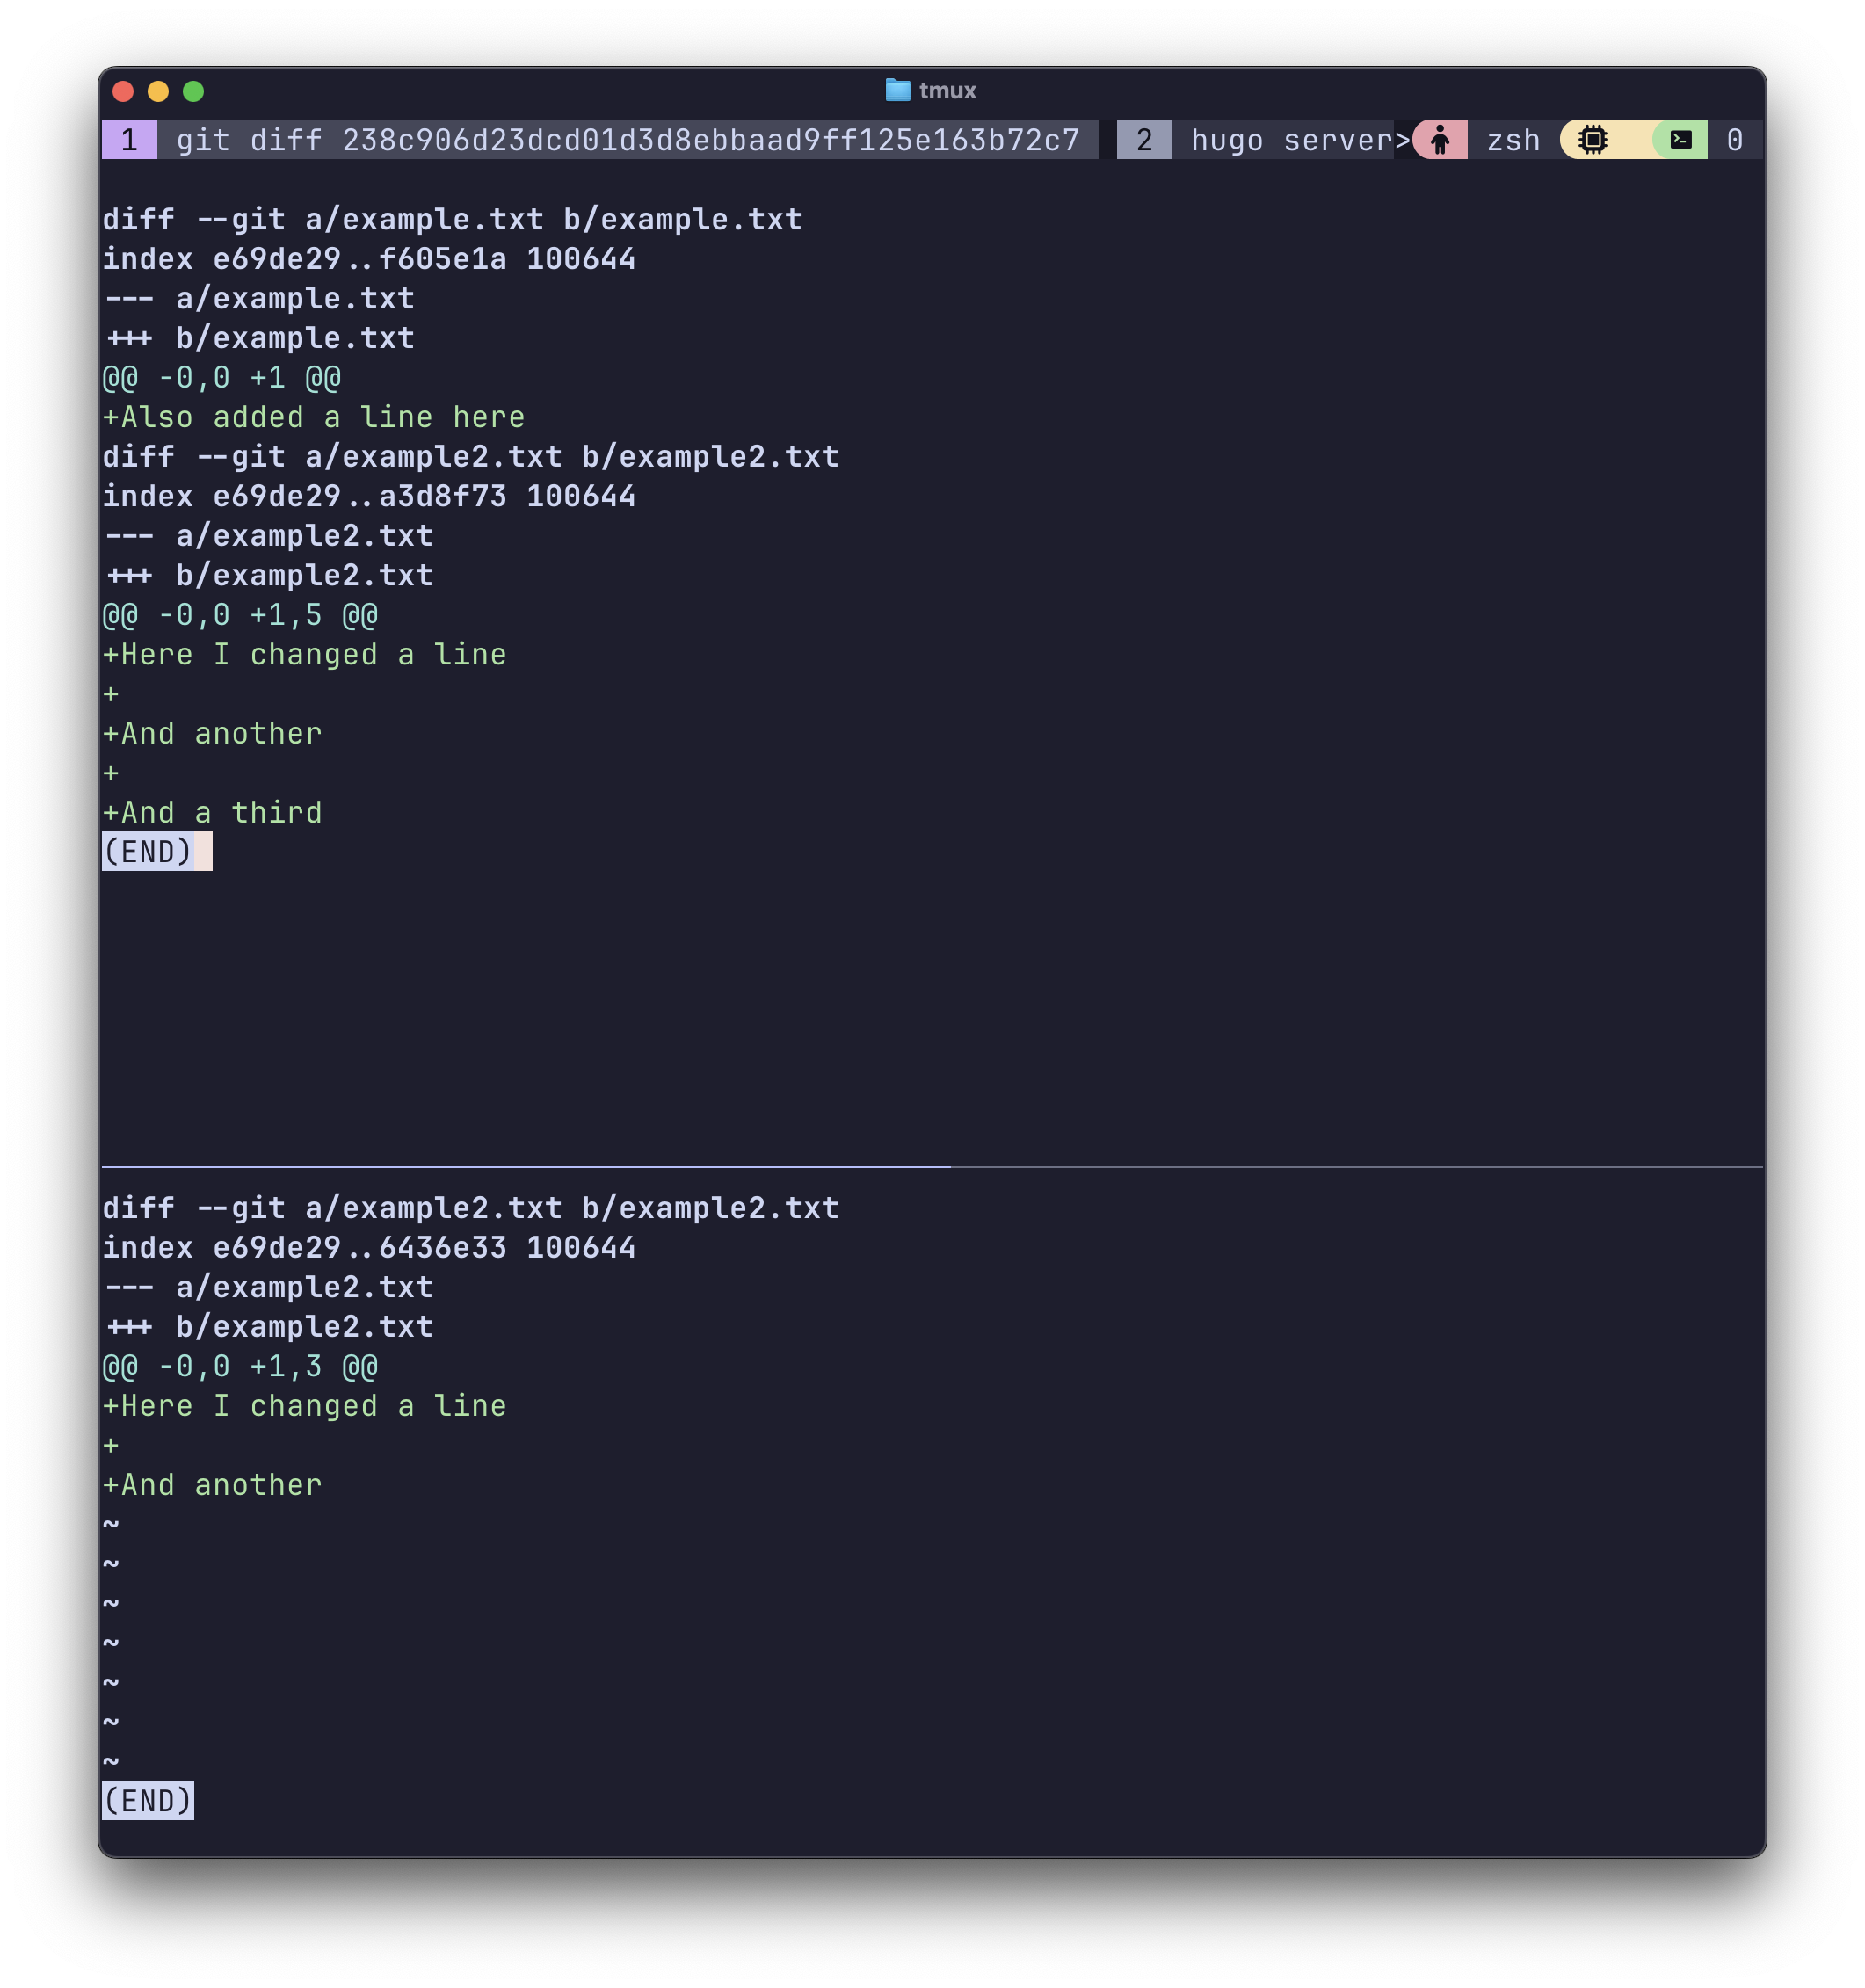 tmux
1 git diff 238c906d23dcd01d3d8ebbaad9ff125e163b72c7 2 hugo server> zsh 0
diff --git a/example.txt b/example.txt
index e69de29..f605e1a 100644
--- a/example.txt
+++ b/example.txt
@@ -0,0 +1 @@
+Also added a line here
diff --git a/example2.txt b/example2.txt
index e69de29..a3d8f73 100644
--- a/example2.txt
+++ b/example2.txt
@@ -0,0 +1,5 @@
+Here I changed a line
+
+And another
+
+And a third
(END)
diff --git a/example2.txt b/example2.txt
index e69de29..6436e33 100644
--- a/example2.txt
+++ b/example2.txt
@@ -0,0 +1,3 @@
+Here I changed a line
+
+And another
~
~
~
~
~
~
~
(END)